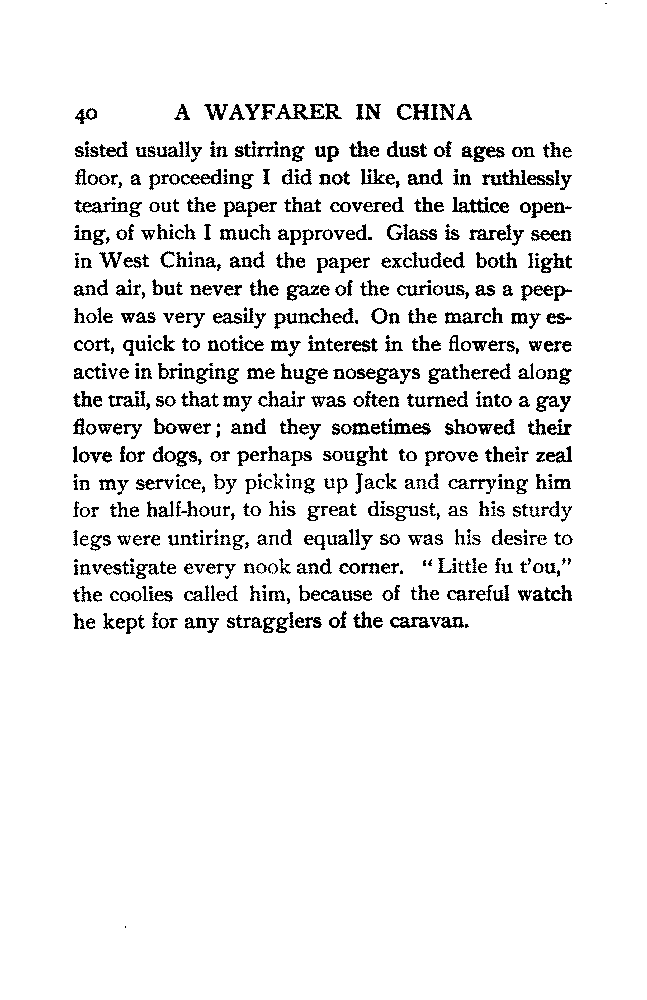 40 A WAYFARER IN CHINA
sisted usually in stirring up the dust of ages on the
floor, a proceeding I did not like, and in ruthlessly
tearing out the paper that covered the lattice open-
ing, of which I much approved. Glass is rarely seen
in West China, and the paper excluded both light
and air, but never the gaze of the curious, as a peep-
hole was very easily punched. On the march my es-
cort, quick to notice my interest in the flowers, were
active in bringing me huge nosegays gathered along
the trail, so that my chair was often turned into a gay
flowery bower; and they sometimes showed their
love for dogs, or perhaps sought to prove their zeal
in my service, by picking up Jack and carrying him
for the half-hour, to his great disgust, as his sturdy
legs were untiring, and equally so was his desire to
investigate every nook and corner. “Little fu t’ou,”
the coolies called him, because of the careful watch
he kept for any stragglers of the caravan.